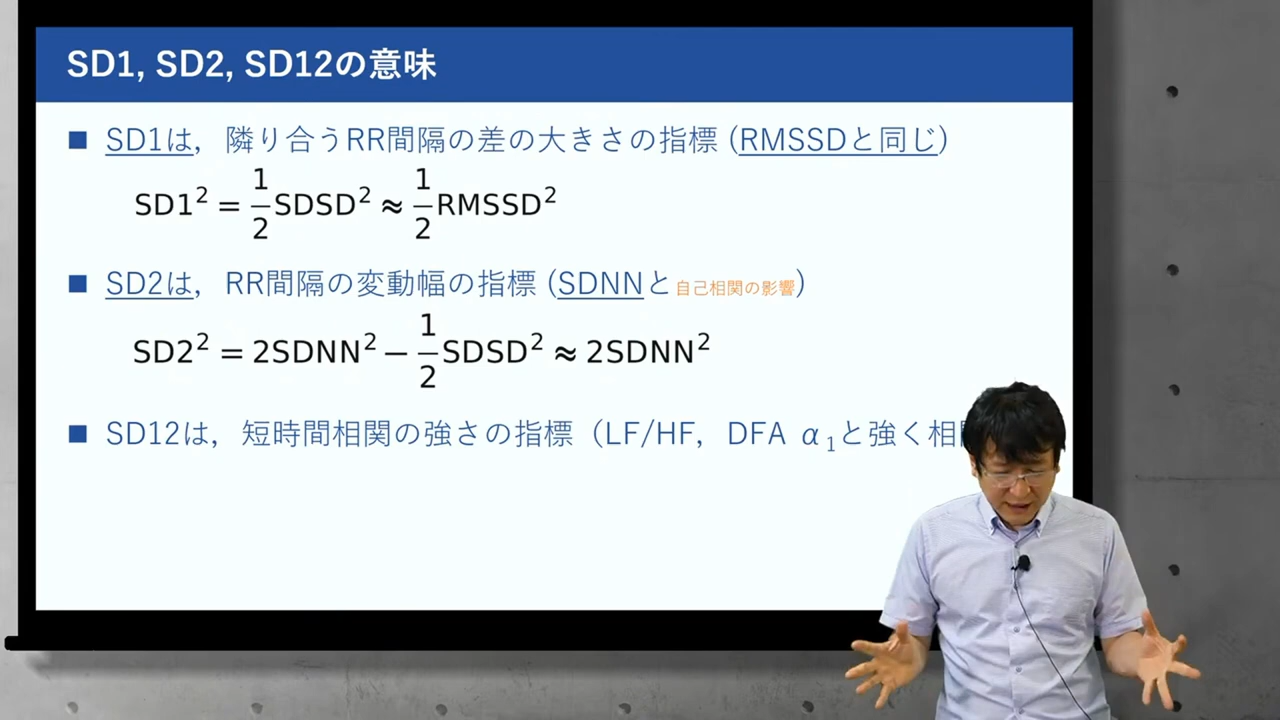 SD1, SD2, SD12の意味
■ SD1は，隣り合うRR間隔の差の大きさの指標 (RMSSDと同じ)
SD1² = 1/2 SDSD² ≈ 1/2 RMSSD²
■ SD2は，RR間隔の変動幅の指標 (SDNNと自己相関の影響)
SD2² = 2SDNN² − 1/2 SDSD² ≈ 2SDNN²
■ SD12は，短時間相関の強さの指標（LF/HF，DFA α₁と強く相